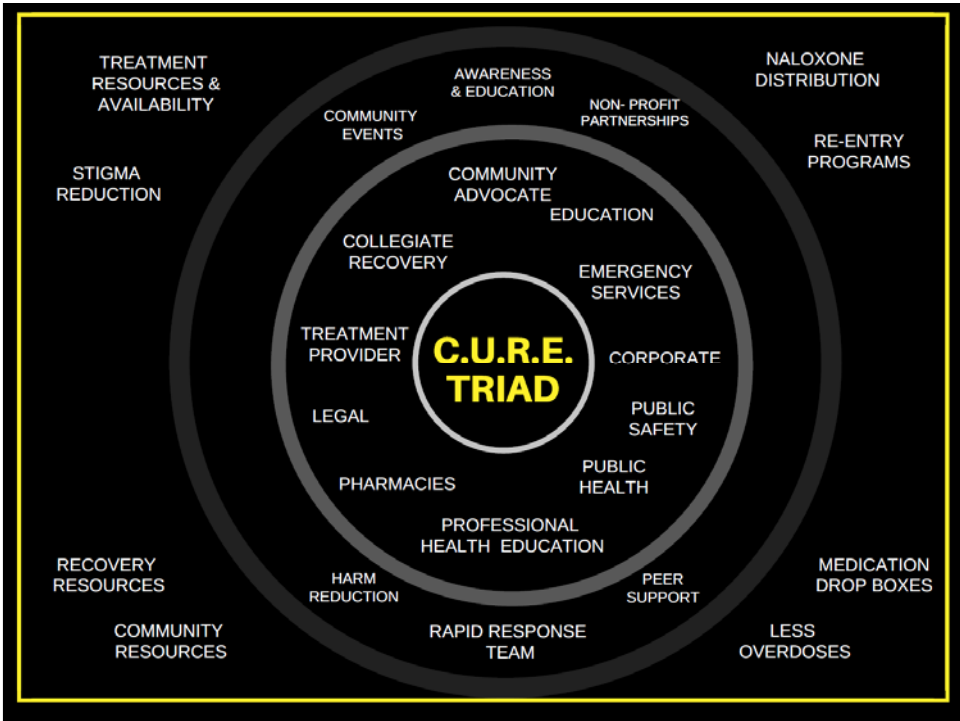 TREATMENT
RESOURCES &
AVAILABILITY
STIGMA
REDUCTION
AWARENESS
& EDUCATION
COMMUNITY
EVENTS
NON- PROFIT
PARTNERSHIPS
NALOXONE
DISTRIBUTION
RE-ENTRY
PROGRAMS
COMMUNITY
ADVOCATE
EDUCATION
COLLEGIATE
RECOVERY
EMERGENCY
SERVICES
TREATMENT
PROVIDER
C.U.R.E.
TRIAD
CORPORATE
LEGAL
PUBLIC
SAFETY
PHARMACIES
PUBLIC
HEALTH
PROFESSIONAL
HEALTH EDUCATION
RECOVERY
RESOURCES
HARM
REDUCTION
PEER
SUPPORT
MEDICATION
DROP BOXES
COMMUNITY
RESOURCES
RAPID RESPONSE
TEAM
LESS
OVERDOSES